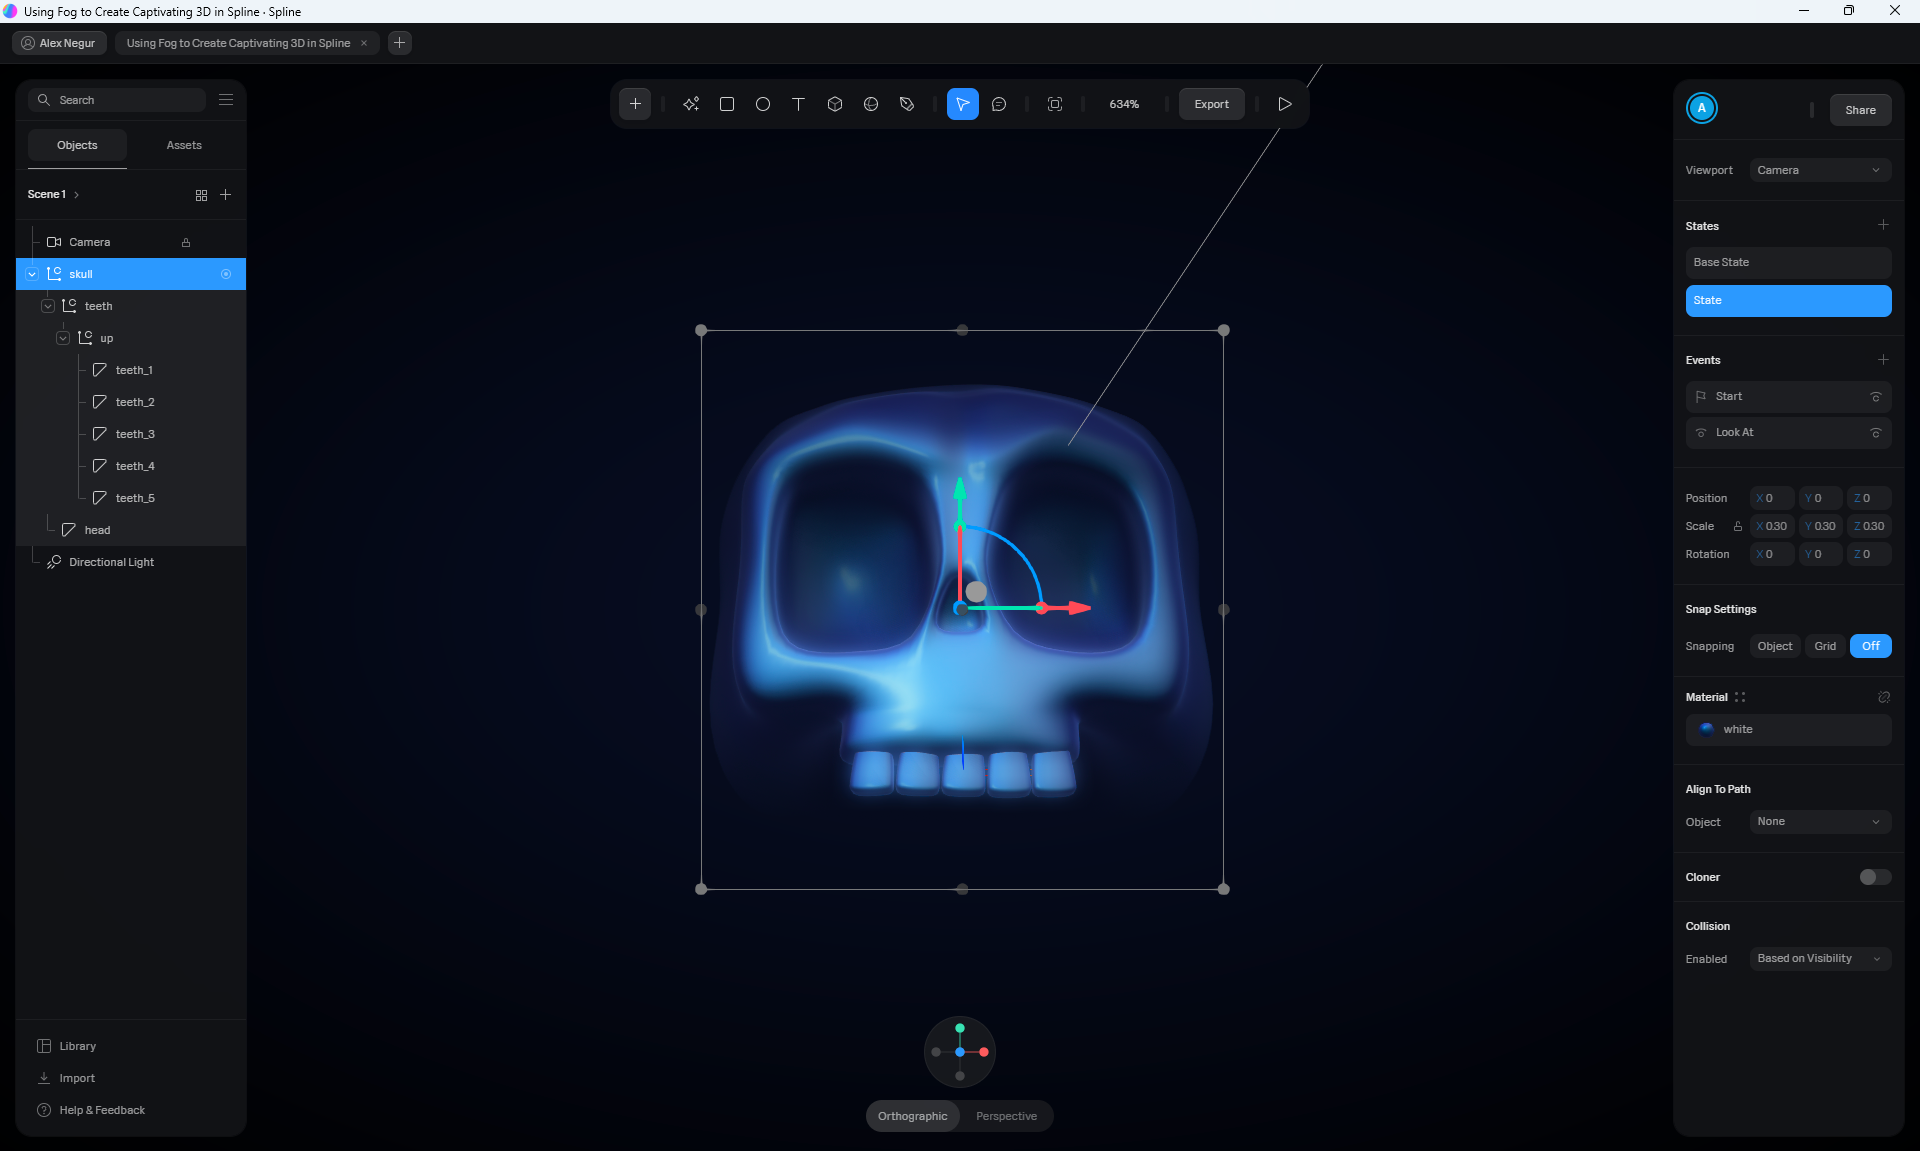 Using Fog to Create Captivating 3D in Spline · Spline
Alex Negur
Using Fog to Create Captivating 3D in Spline
Search
Objects
Assets
Scene 1
Camera
skull
teeth
up
teeth_1
teeth_2
teeth_3
teeth_4
teeth_5
head
Directional Light
Library
Import
Help & Feedback
634%
Export
Orthographic
Perspective
A
Share
Viewport Camera
States
Base State
State
Events
Start
Look At
Position X 0 Y 0 Z 0
Scale X 0.30 Y 0.30 Z 0.30
Rotation X 0 Y 0 Z 0
Snap Settings
Snapping Object Grid Off
Material
white
Align To Path
Object None
Cloner
Collision
Enabled Based on Visibility